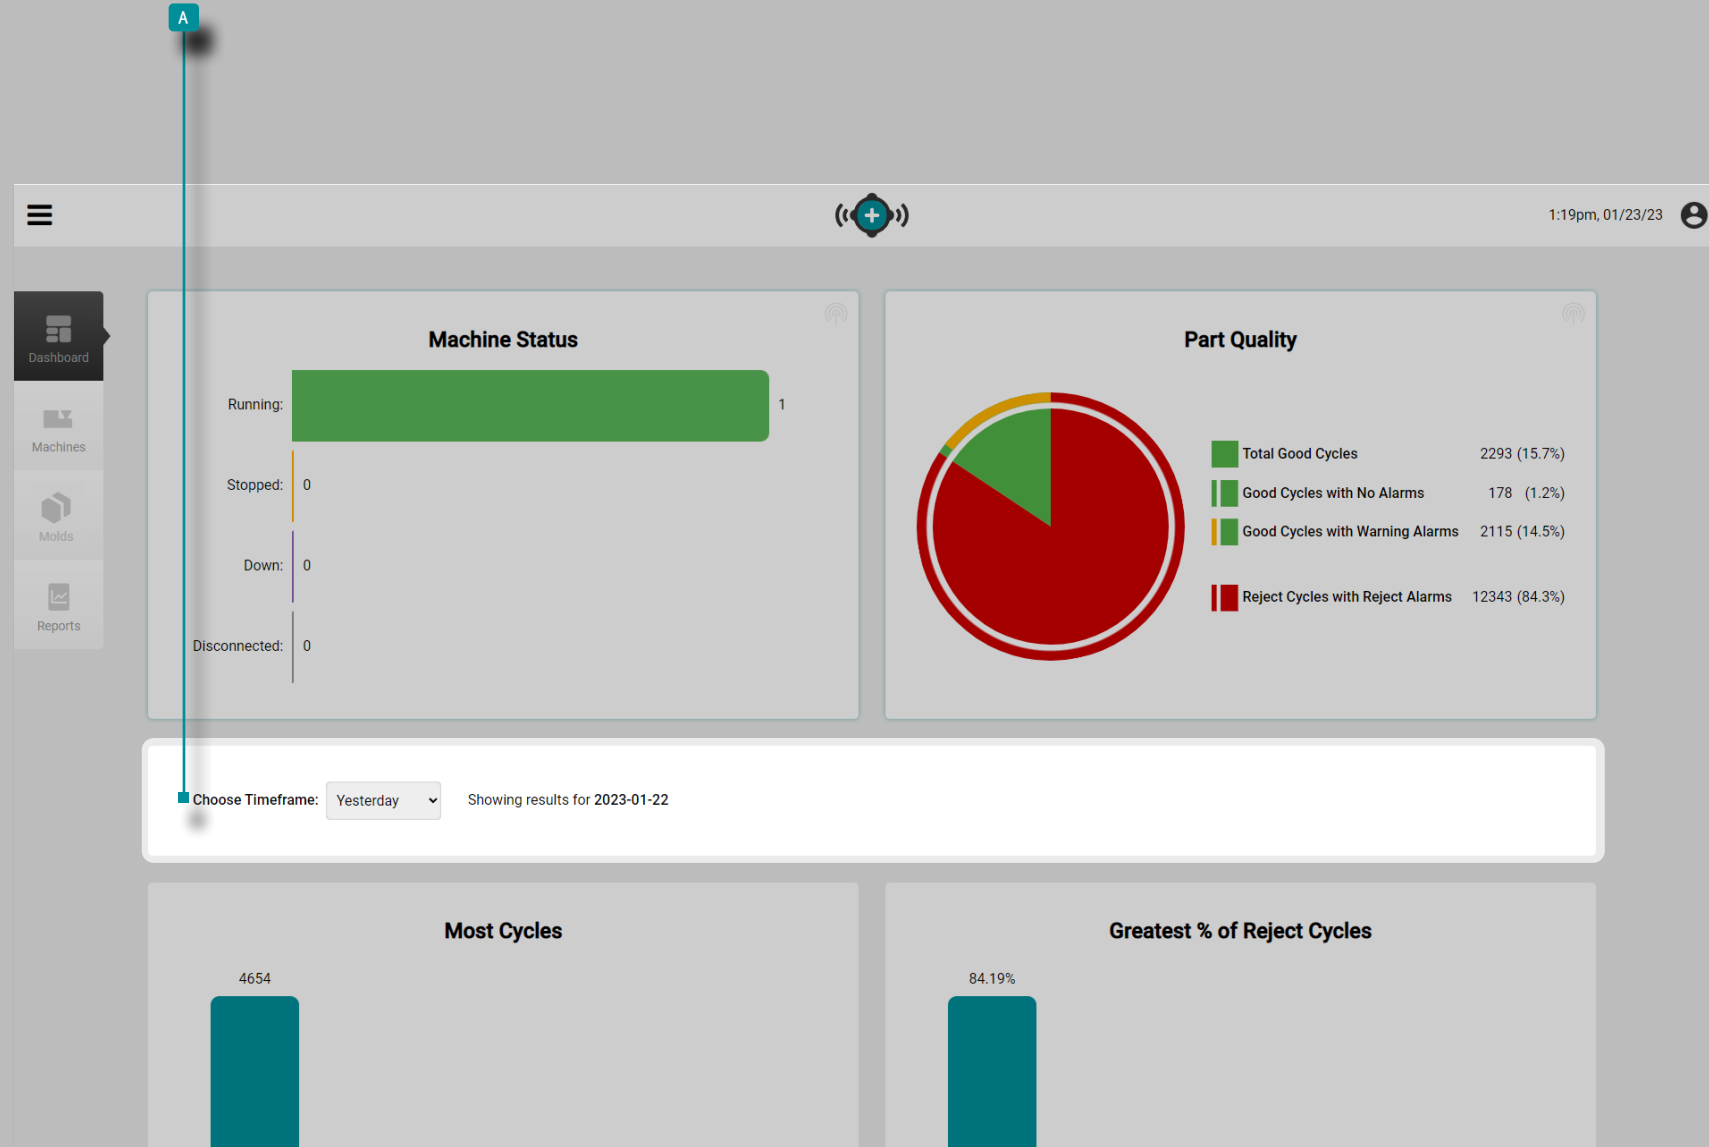 A
1:19pm, 01/23/23
Dashboard
Machines
Molds
Reports
Machine Status
Running: 1
Stopped: 0
Down: 0
Disconnected: 0
Part Quality
Total Good Cycles 2293 (15.7%)
Good Cycles with No Alarms 178 (1.2%)
Good Cycles with Warning Alarms 2115 (14.5%)
Reject Cycles with Reject Alarms 12343 (84.3%)
Choose Timeframe: Yesterday Showing results for 2023-01-22
Most Cycles
4654
Greatest % of Reject Cycles
84.19%